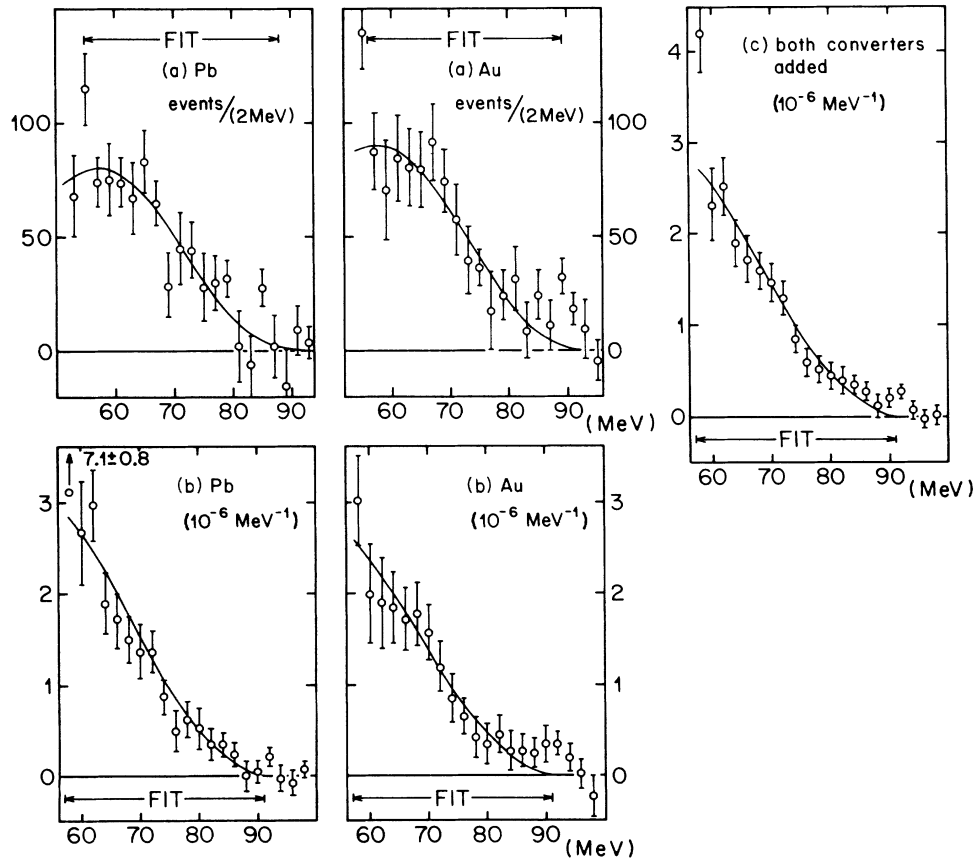 FIT
(a) Pb
events/(2MeV)
100
50
0
60 70 80 90
FIT
(a) Au
events/(2MeV)
100
50
0
60 70 80 90 (MeV)
4
3
2
1
0
(c) both converters
added
(10⁻⁶ MeV⁻¹)
FIT
60 70 80 90
(MeV)
7.1±0.8
(b) Pb
(10⁻⁶ MeV⁻¹)
3
2
1
0
FIT
60 70 80 90
(b) Au
(10⁻⁶ MeV⁻¹)
3
2
1
0
FIT
60 70 80 90
(MeV)